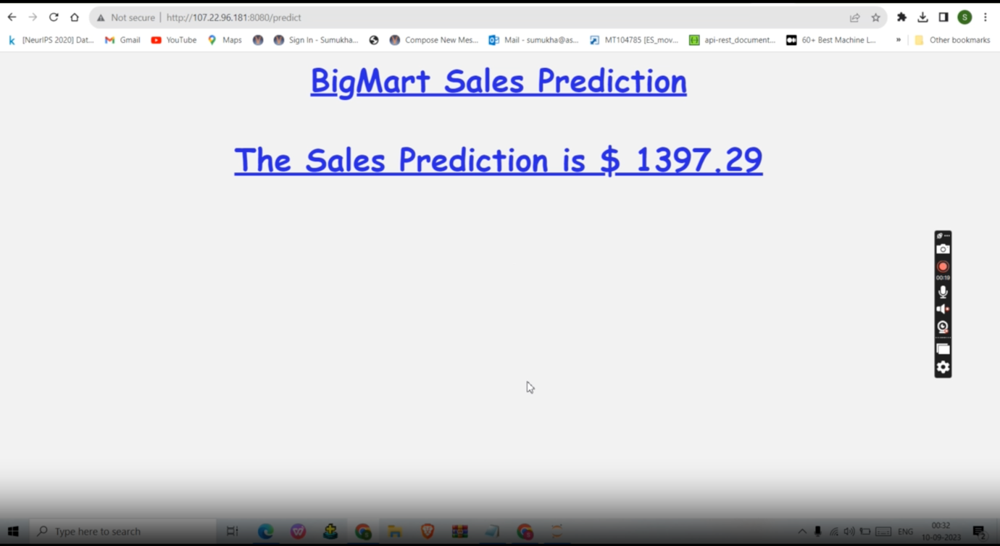 Not secure | http://107.22.96.181:8080/predict
S
[NeurIPS 2020] Dat... Gmail YouTube Maps Sign In - Sumukha... Compose New Mes... Mail - sumukha@as... MT104785 [ES_mov... api-rest_document... 60+ Best Machine L... » Other bookmarks
BigMart Sales Prediction
The Sales Prediction is $ 1397.29
00:19
Type here to search
ENG
00:32
10-09-2023
2